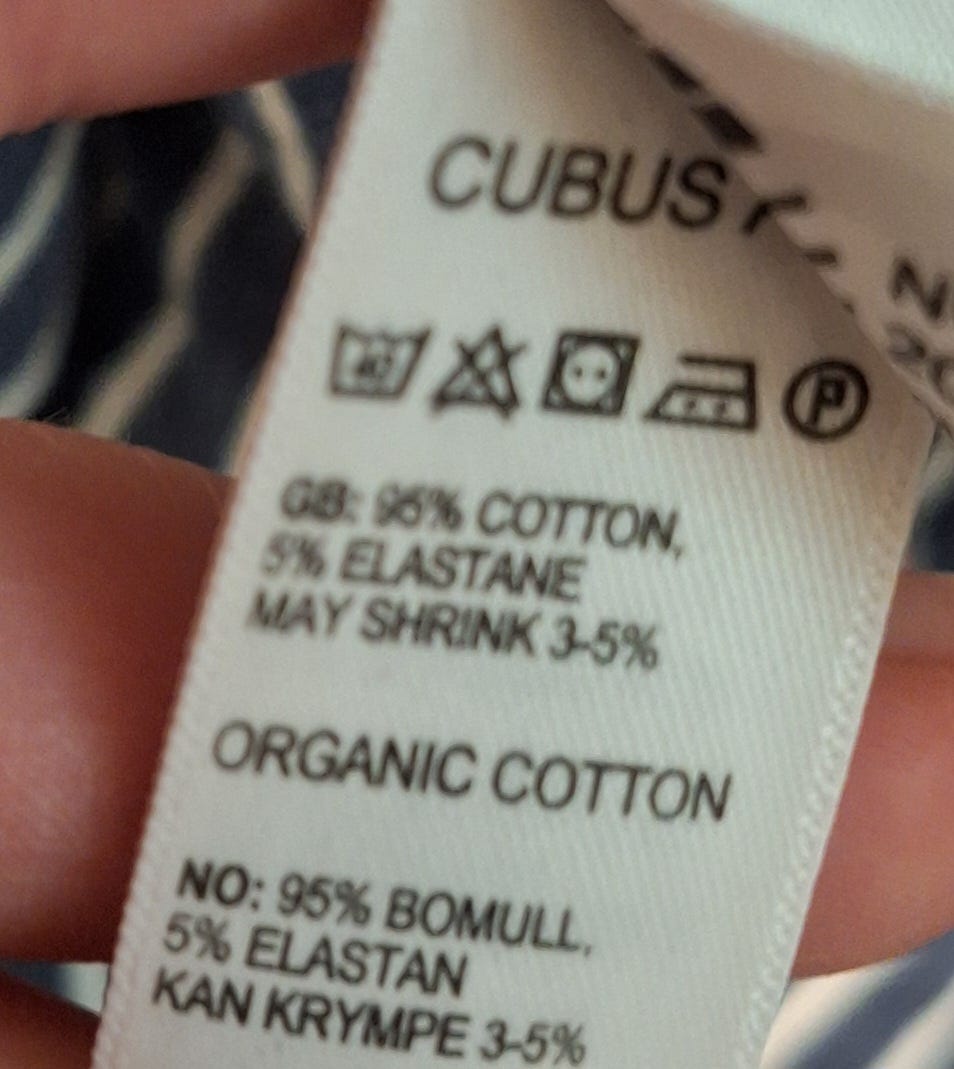 CUBUS
40
P
GB: 95% COTTON,
5% ELASTANE
MAY SHRINK 3-5%
ORGANIC COTTON
NO: 95% BOMULL,
5% ELASTAN
KAN KRYMPE 3-5%